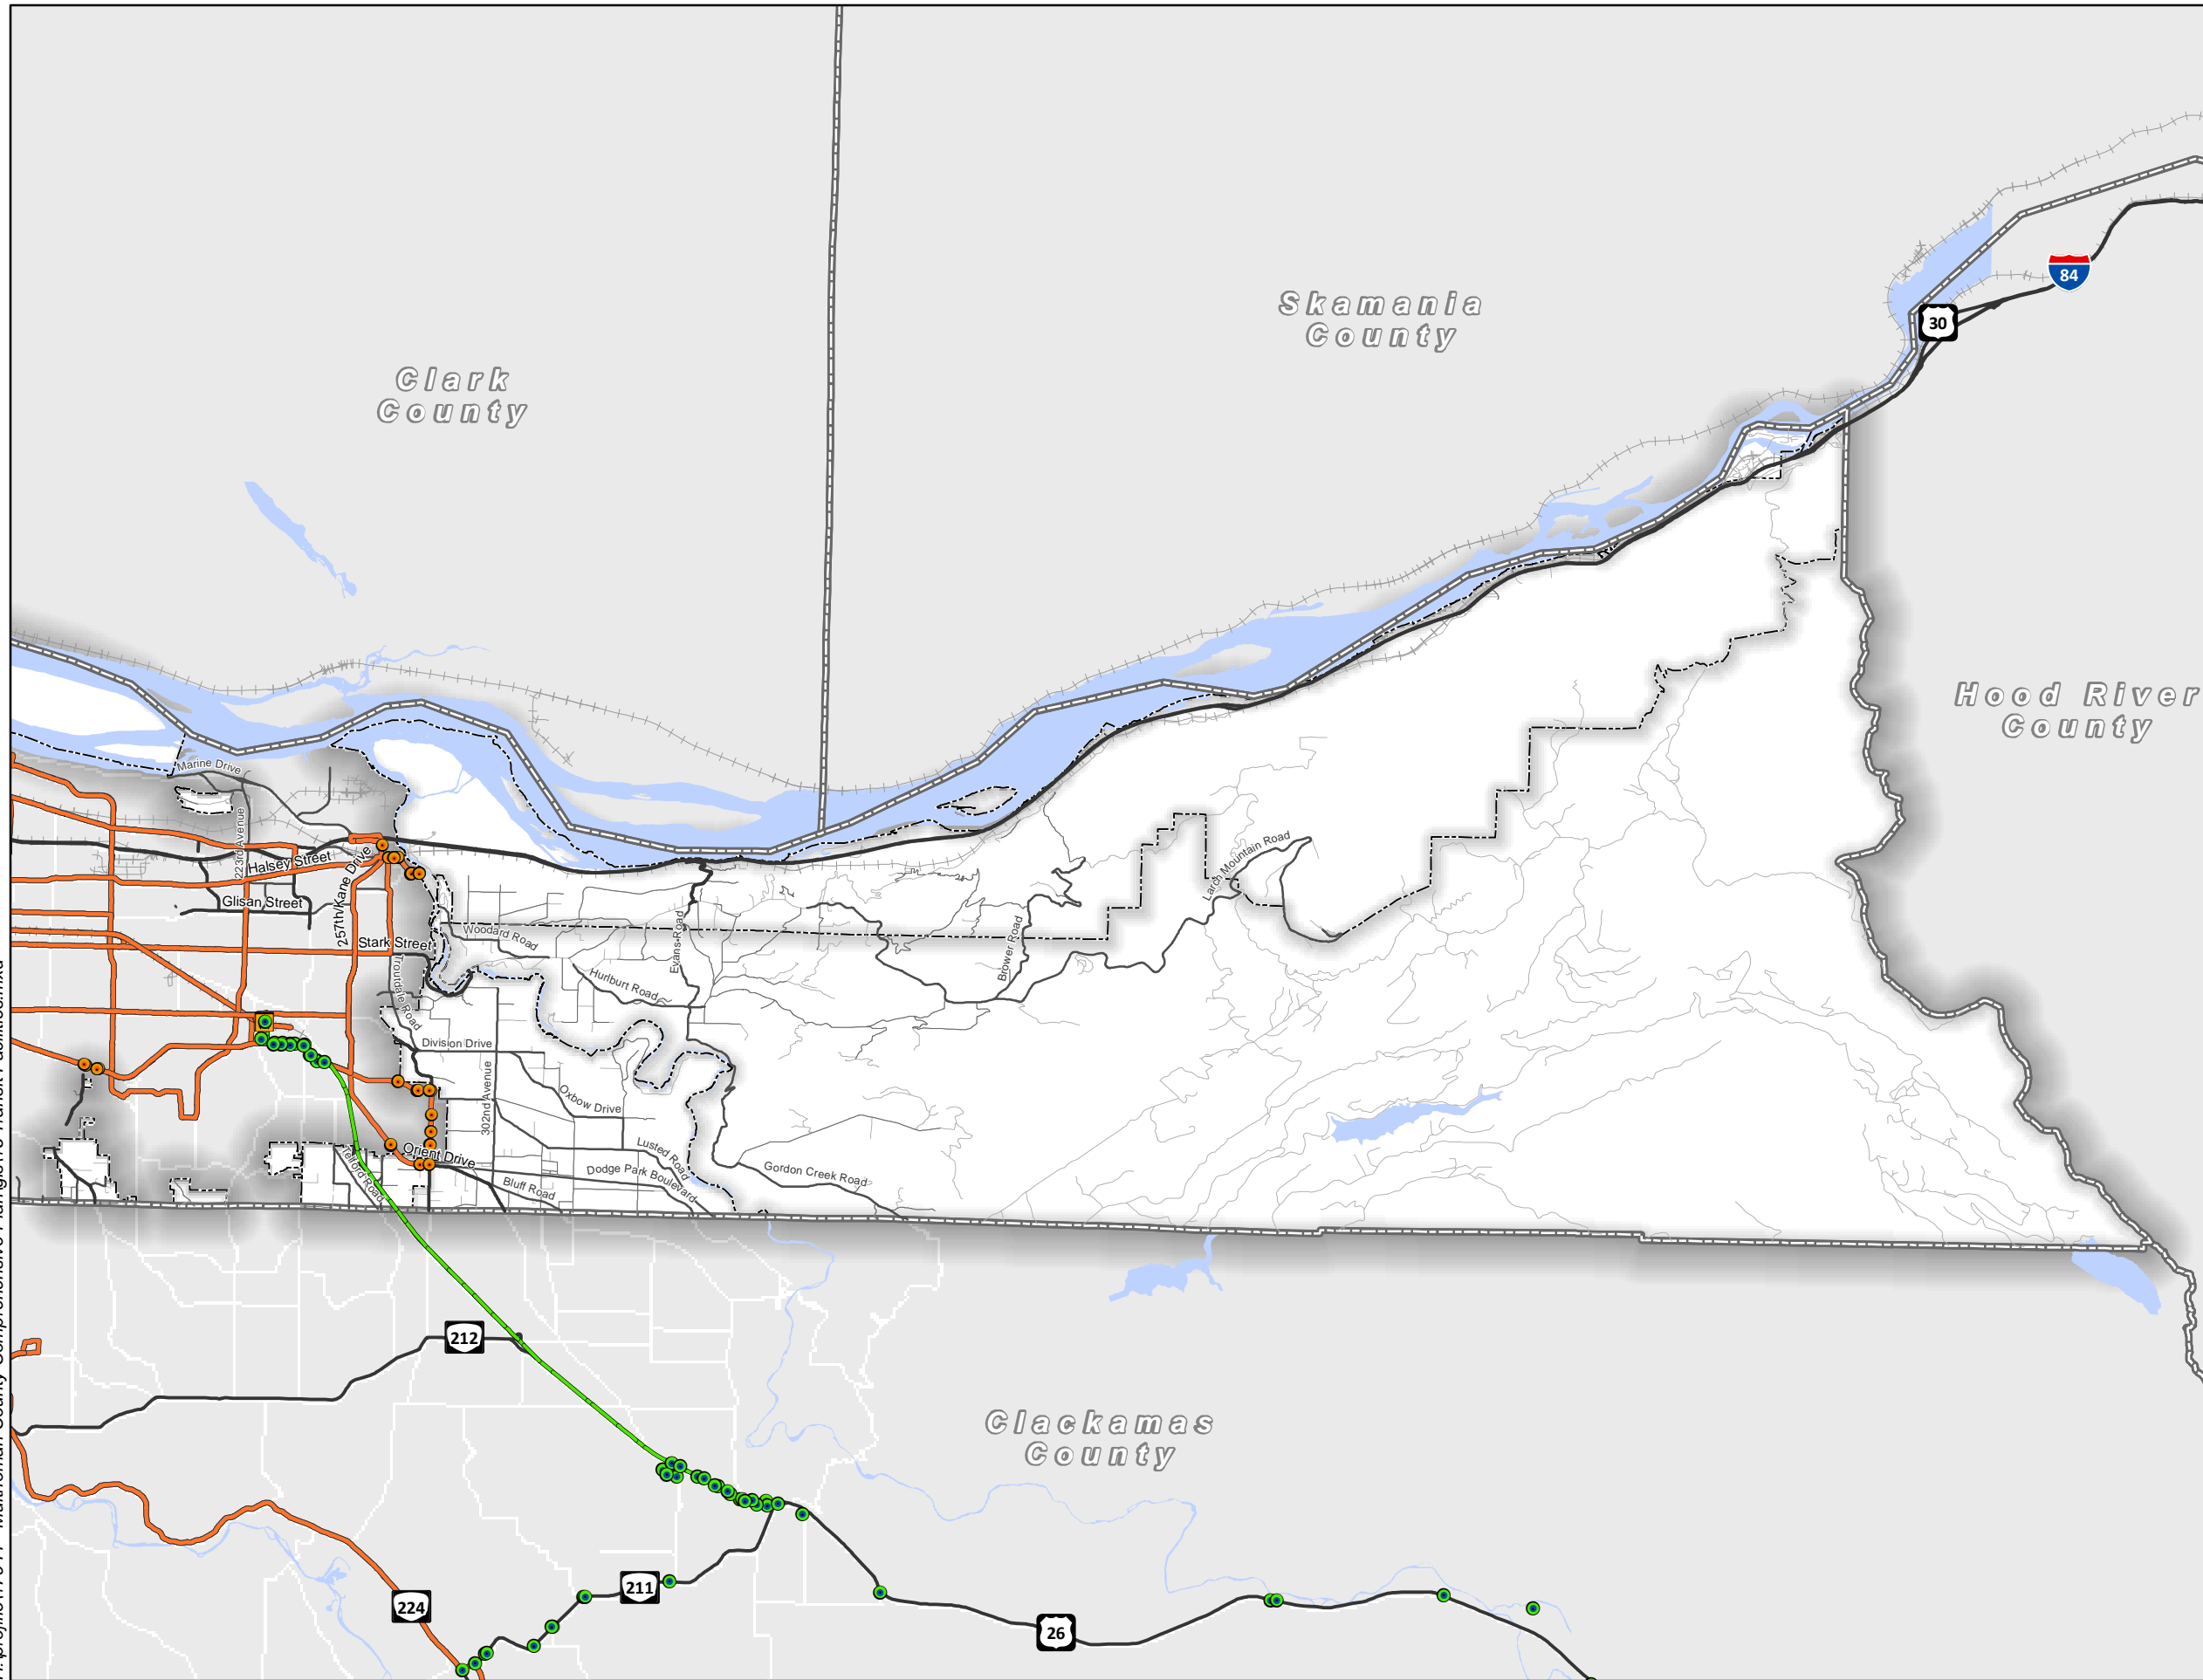 84
30
Skamania
County
Clark
County
Hood River
County
Marine Drive
223rd Avenue
Halsey Street
257th/Kane Drive
Glisan Street
Stark Street
Troutdale Road
Woodard Road
Evans Road
Hurlburt Road
Brower Road
Larch Mountain Road
Division Drive
302nd Avenue
Oxbow Drive
Orient Drive
Telford Road
Lusted Road
Dodge Park Boulevard
Bluff Road
Gordon Creek Road
212
Clackamas
County
211
224
26